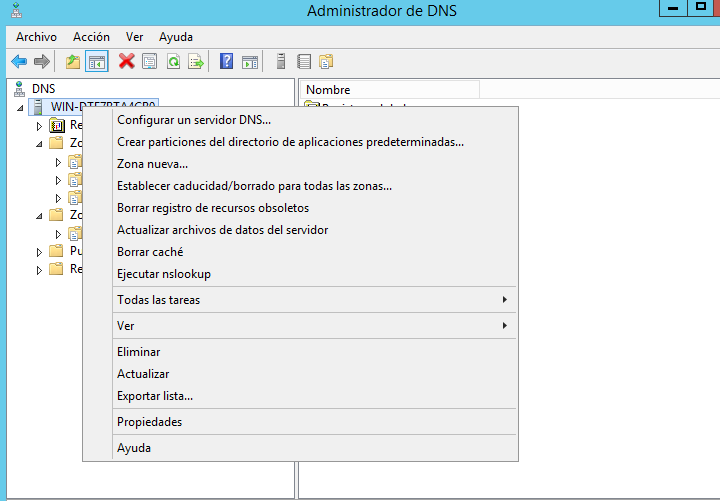 Administrador de DNS
Archivo Acción Ver Ayuda
DNS
Nombre
Configurar un servidor DNS...
Crear particiones del directorio de aplicaciones predeterminadas...
Zona nueva...
Establecer caducidad/borrado para todas las zonas...
Borrar registro de recursos obsoletos
Actualizar archivos de datos del servidor
Borrar caché
Ejecutar nslookup
Todas las tareas
Ver
Eliminar
Actualizar
Exportar lista...
Propiedades
Ayuda
Re
Zo
Zo
Pu
Re